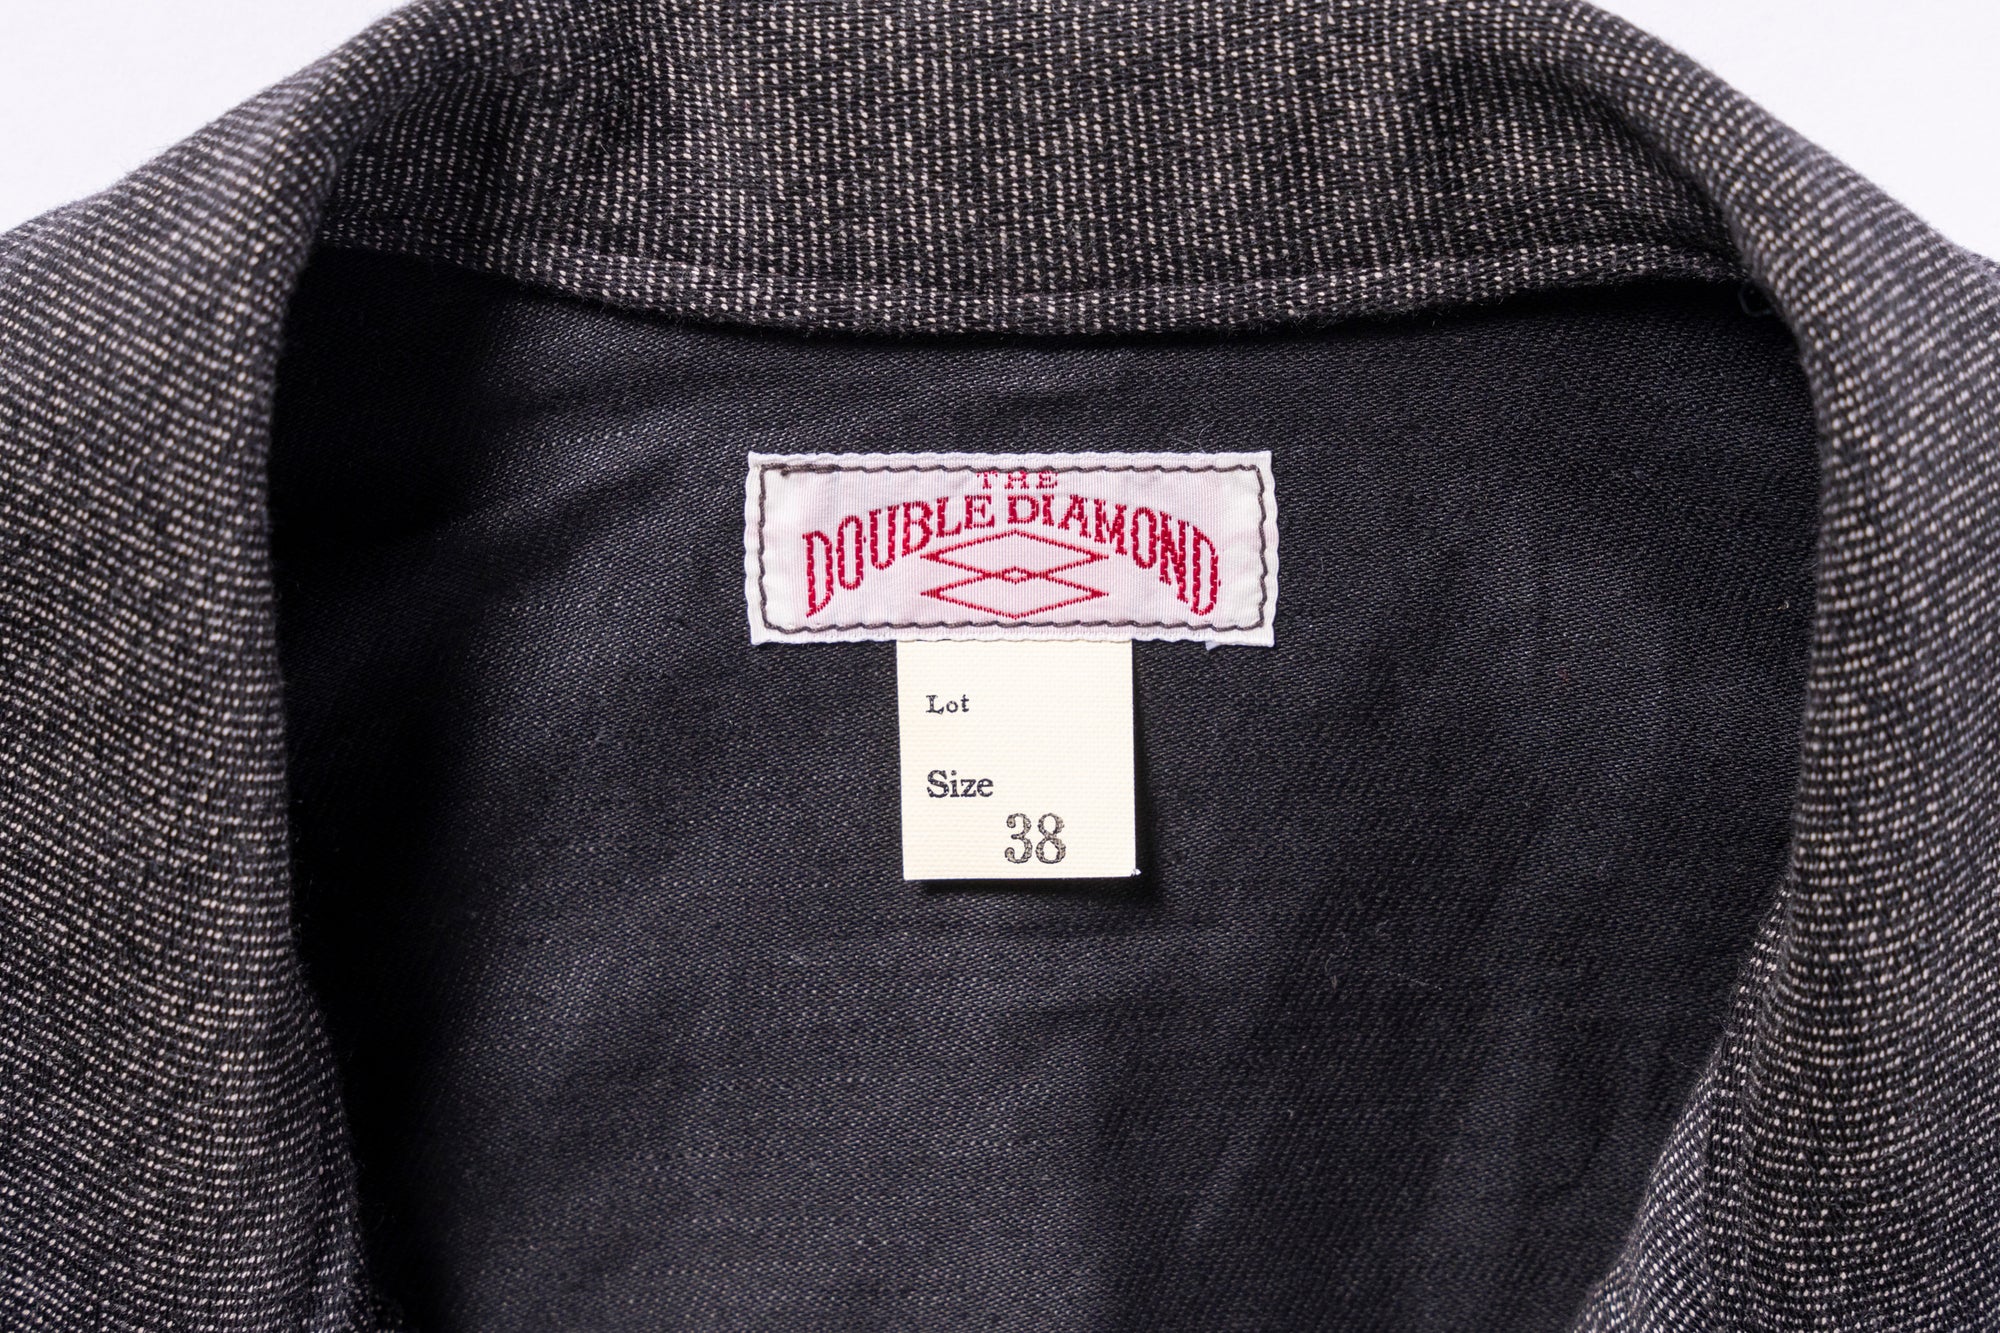 THE
DOUBLE DIAMOND
Lot
Size
38